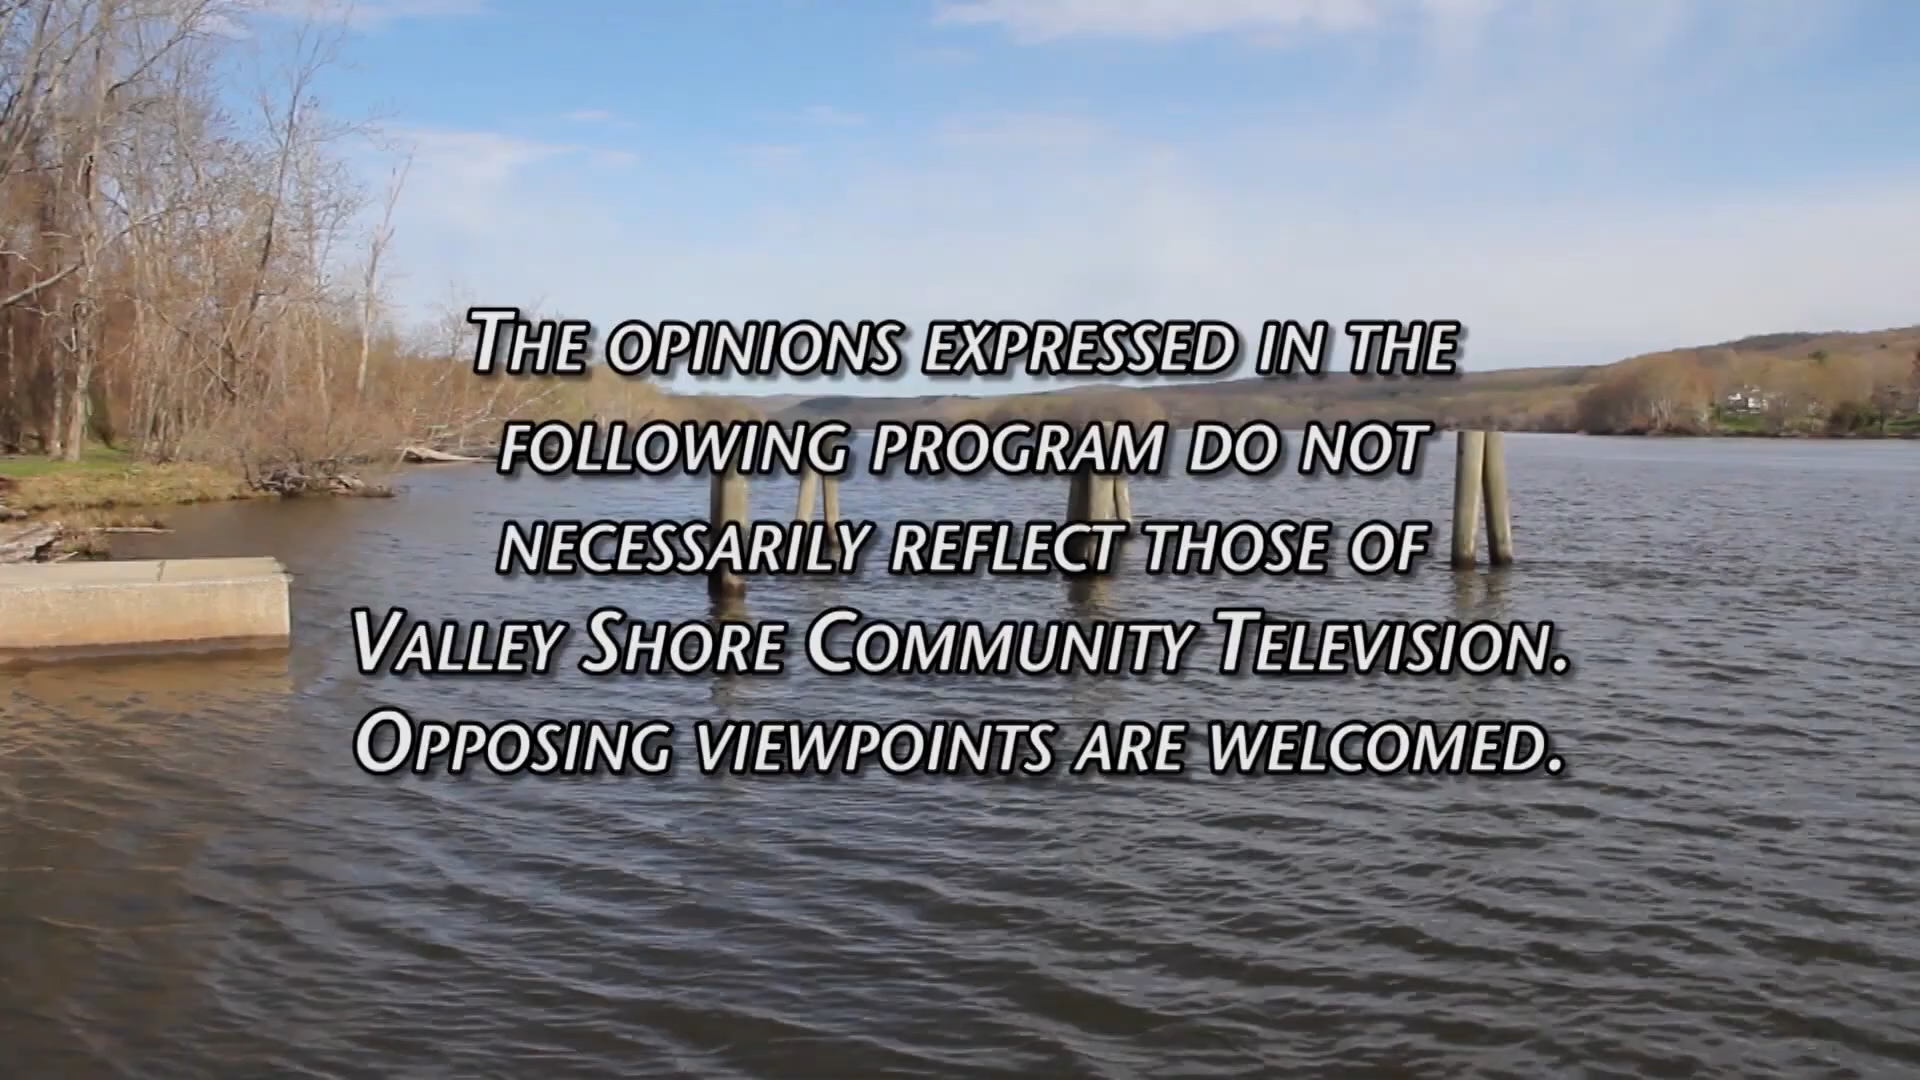 The opinions expressed in the
following program do not
necessarily reflect those of
Valley Shore Community Television.
Opposing viewpoints are welcomed.